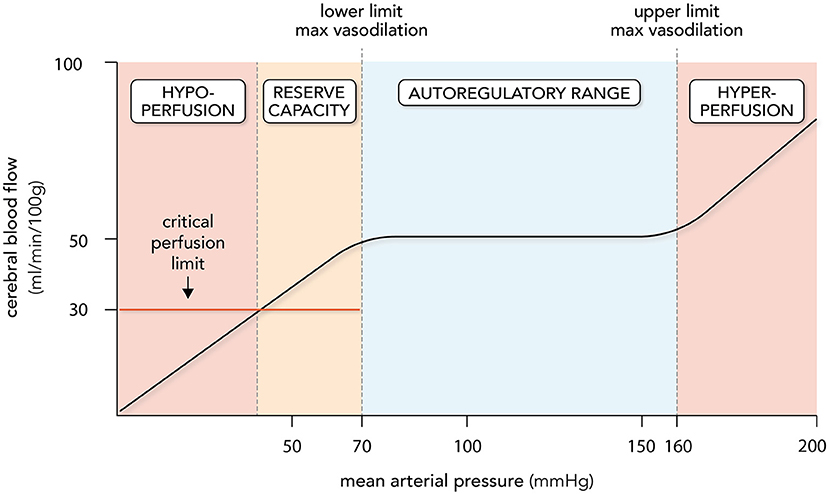 lower limit
max vasodilation
upper limit
max vasodilation
100
HYPO-
PERFUSION
RESERVE
CAPACITY
AUTOREGULATORY RANGE
HYPER-
PERFUSION
cerebral blood flow
(ml/min/100g)
critical
perfusion
limit
50
30
50
70
100
150
160
200
mean arterial pressure (mmHg)